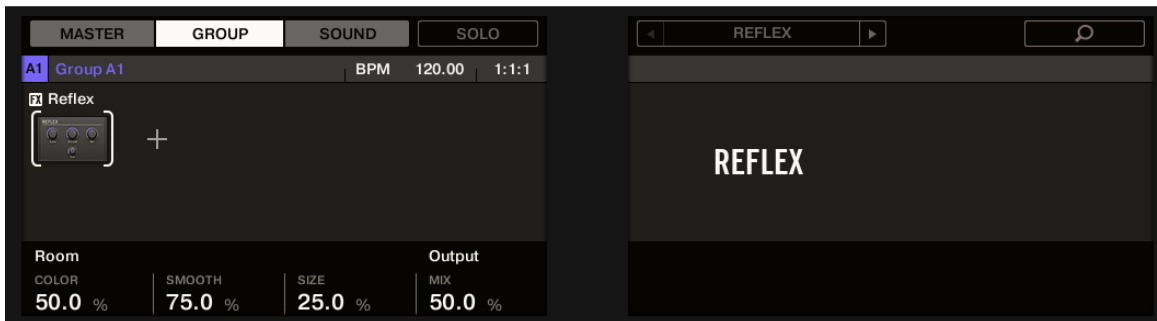 MASTER GROUP SOUND SOLO
REFLEX
A1 Group A1 BPM 120.00 1:1:1
FX Reflex
REFLEX
REFLEX
Room Output
COLOR SMOOTH SIZE MIX
50.0 % 75.0 % 25.0 % 50.0 %